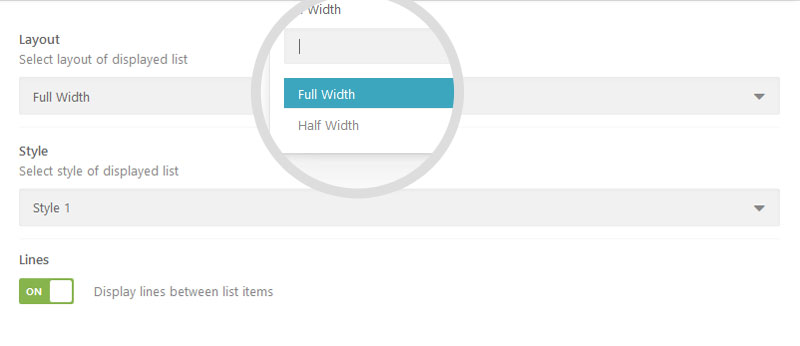 Width
Layout
Select layout of displayed list
Full Width
Full Width
Half Width
Style
Select style of displayed list
Style 1
Lines
ON
Display lines between list items